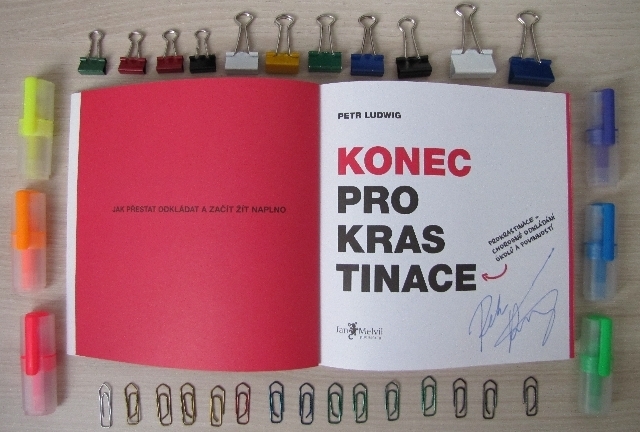 JAK PŘESTAT ODKLÁDAT A ZAČÍT ŽÍT NAPLNO
PETR LUDWIG
KONEC
PRO
KRAS
TINACE
PROKRASTINACE =
CHOROBNÉ ODKLÁDÁNÍ
ÚKOLŮ A POVINNOSTÍ
Jan Melvil